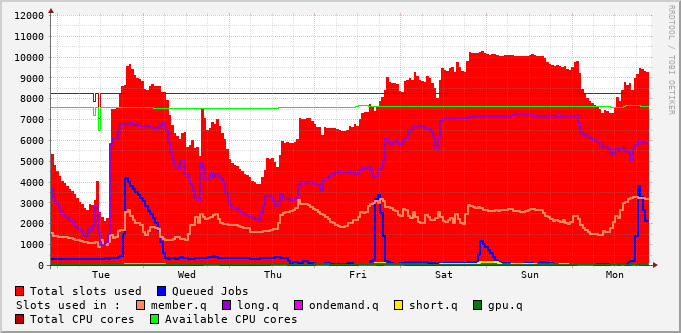 12000
11000
10000
9000
8000
7000
6000
5000
4000
3000
2000
1000
0
Tue Wed Thu Fri Sat Sun Mon
Total slots used Queued Jobs
Slots used in : member.q long.q ondemand.q short.q gpu.q
Total CPU cores Available CPU cores
RRDTOOL / TOBI OETIKER